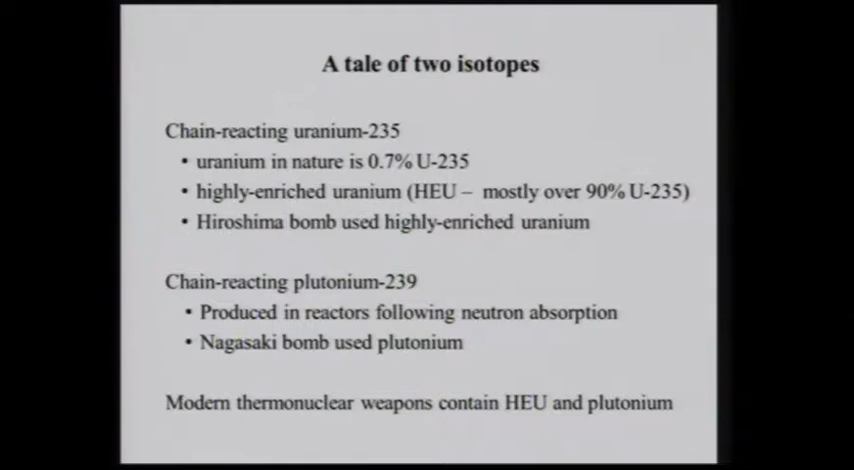 A tale of two isotopes
Chain-reacting uranium-235
• uranium in nature is 0.7% U-235
• highly-enriched uranium (HEU – mostly over 90% U-235)
• Hiroshima bomb used highly-enriched uranium
Chain-reacting plutonium-239
• Produced in reactors following neutron absorption
• Nagasaki bomb used plutonium
Modern thermonuclear weapons contain HEU and plutonium